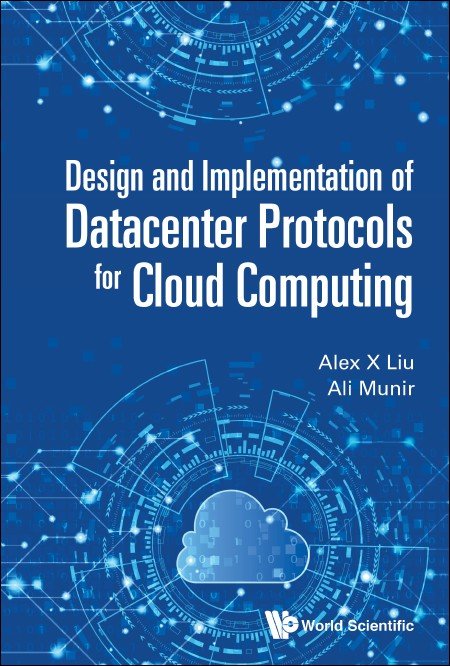 Design and Implementation of
Datacenter Protocols
for Cloud Computing
Alex X Liu
Ali Munir
World Scientific